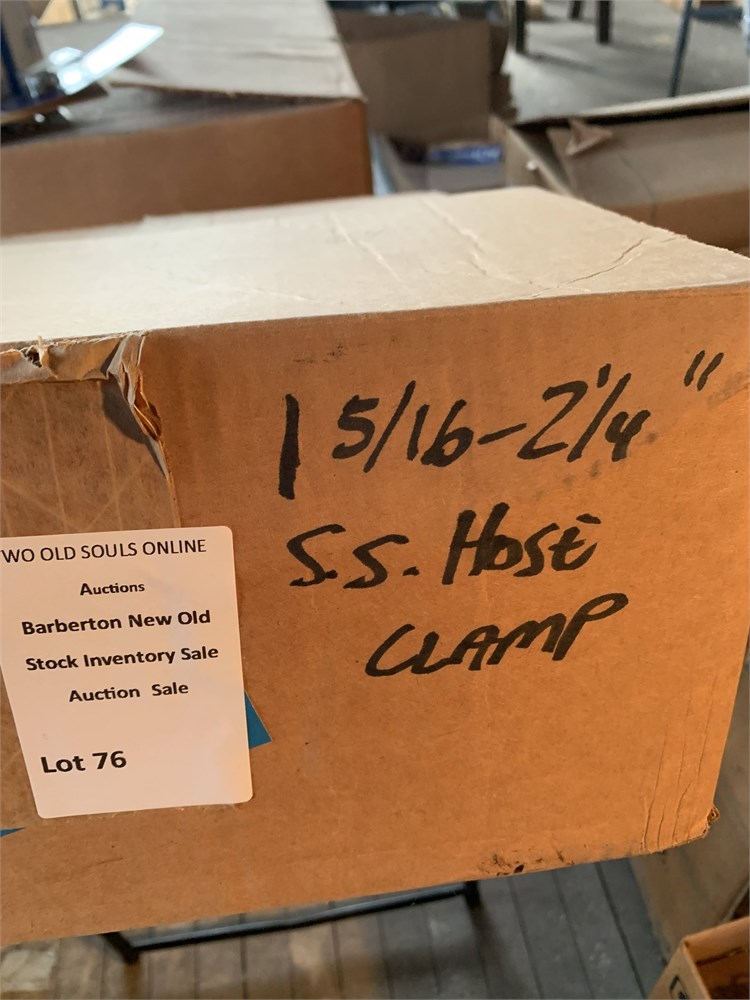 1 5/16-2 1/4"
S.S. HOSE
CLAMP
WO OLD SOULS ONLINE
Auctions
Barberton New Old
Stock Inventory Sale
Auction Sale
Lot 76